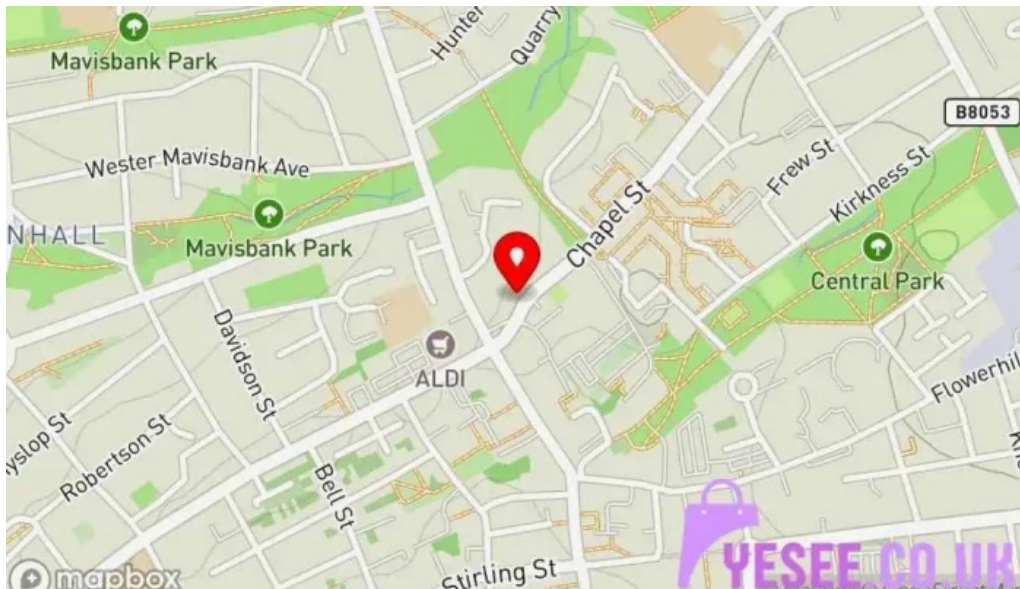 Mavisbank Park
Hunter
Quarry
B8053
Wester Mavisbank Ave
Frew St
Kirkness St
Chapel St
NHALL
Mavisbank Park
Central Park
Davidson St
ALDI
Flowerhil
yslop St
Robertson St
Bell St
Stirling St
mapbox
YESEE.CO.UK